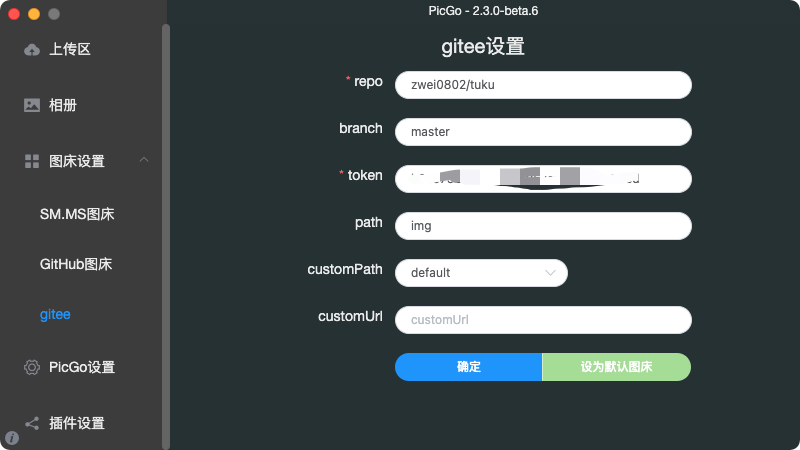 PicGo - 2.3.0-beta.6
上传区
相册
图床设置
SM.MS图床
GitHub图床
gitee
PicGo设置
插件设置
gitee设置
* repo
zwei0802/tuku
branch
master
* token
path
img
customPath
default
customUrl
customUrl
确定
设为默认图床